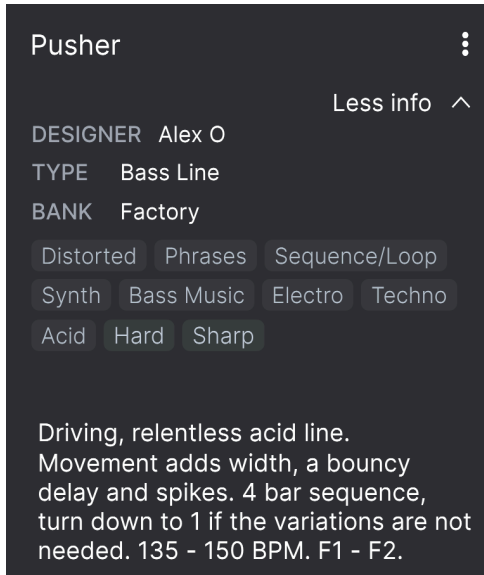 Pusher
Less info
DESIGNER Alex O
TYPE Bass Line
BANK Factory
Distorted Phrases Sequence/Loop
Synth Bass Music Electro Techno
Acid Hard Sharp
Driving, relentless acid line.
Movement adds width, a bouncy
delay and spikes. 4 bar sequence,
turn down to 1 if the variations are not
needed. 135 - 150 BPM. F1 - F2.